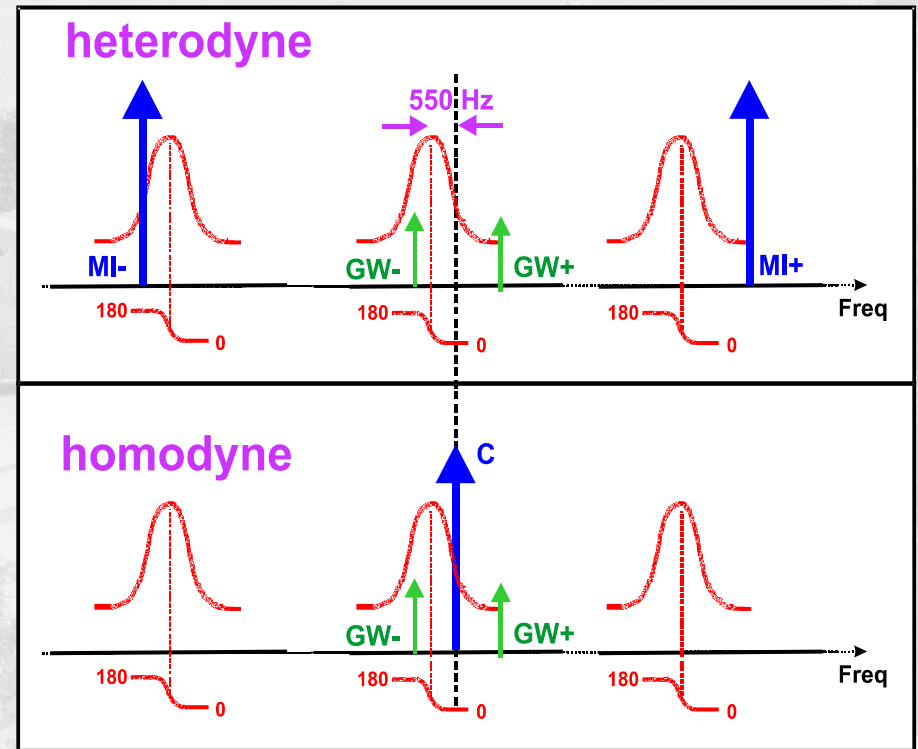 heterodyne
550 Hz
MI- GW- GW+ MI+
Freq
180 0 180 0 180 0
homodyne
C
GW- GW+
Freq
180 0 180 0 180 0